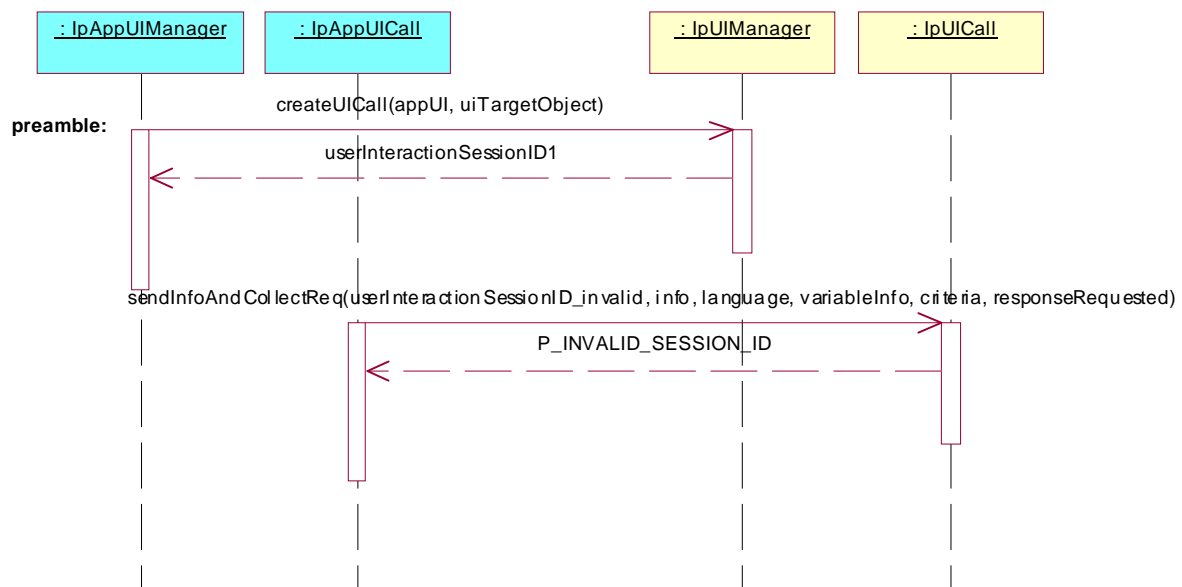 : IpAppUIManager
: IpAppUICall
: IpUIManager
: IpUICall
createUICall(appUI, uiTargetObject)
preamble:
userInteractionSessionID1
sendInfoAndCollectReq(userInteractionSessionID_invalid, info, language, variableInfo, criteria, responseRequested)
P_INVALID_SESSION_ID